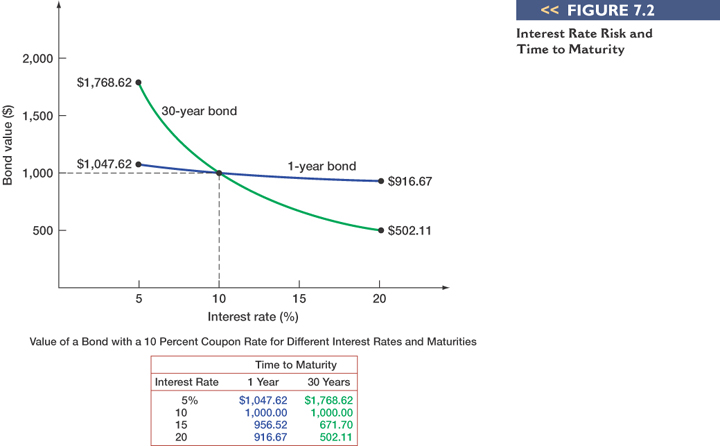 << FIGURE 7.2
Interest Rate Risk and
Time to Maturity
Bond value ($)
2,000
1,500
1,000
500
$1,768.62
30-year bond
$1,047.62
1-year bond
$916.67
$502.11
5
10
15
20
Interest rate (%)
Value of a Bond with a 10 Percent Coupon Rate for Different Interest Rates and Maturities
Time to Maturity
Interest Rate 1 Year 30 Years
5% $1,047.62 $1,768.62
10 1,000.00 1,000.00
15 956.52 671.70
20 916.67 502.11